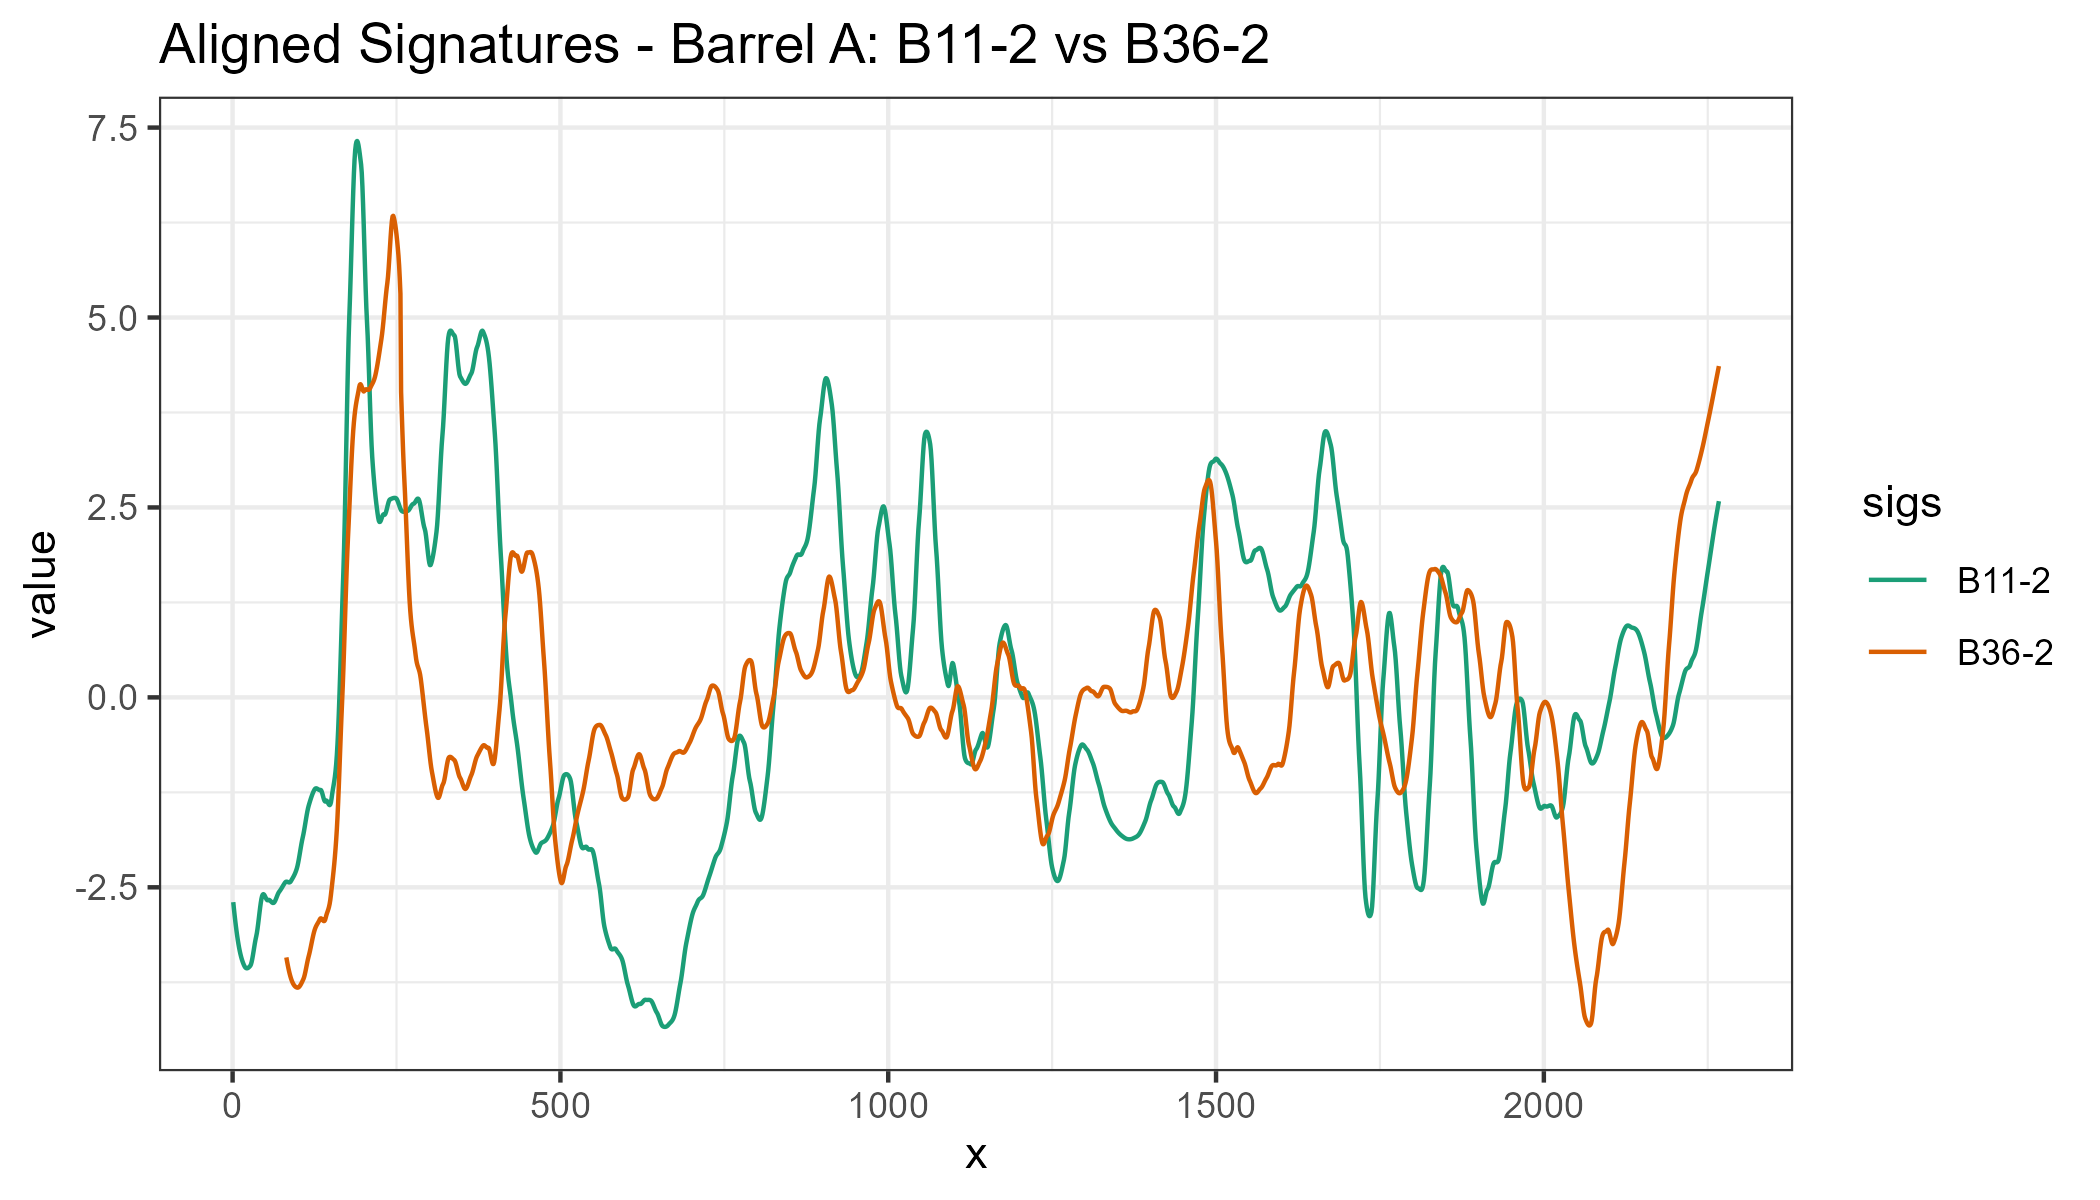 Aligned Signatures - Barrel A: B11-2 vs B36-2
7.5
5.0
2.5
0.0
-2.5
value
0 500 1000 1500 2000
x
sigs
B11-2
B36-2